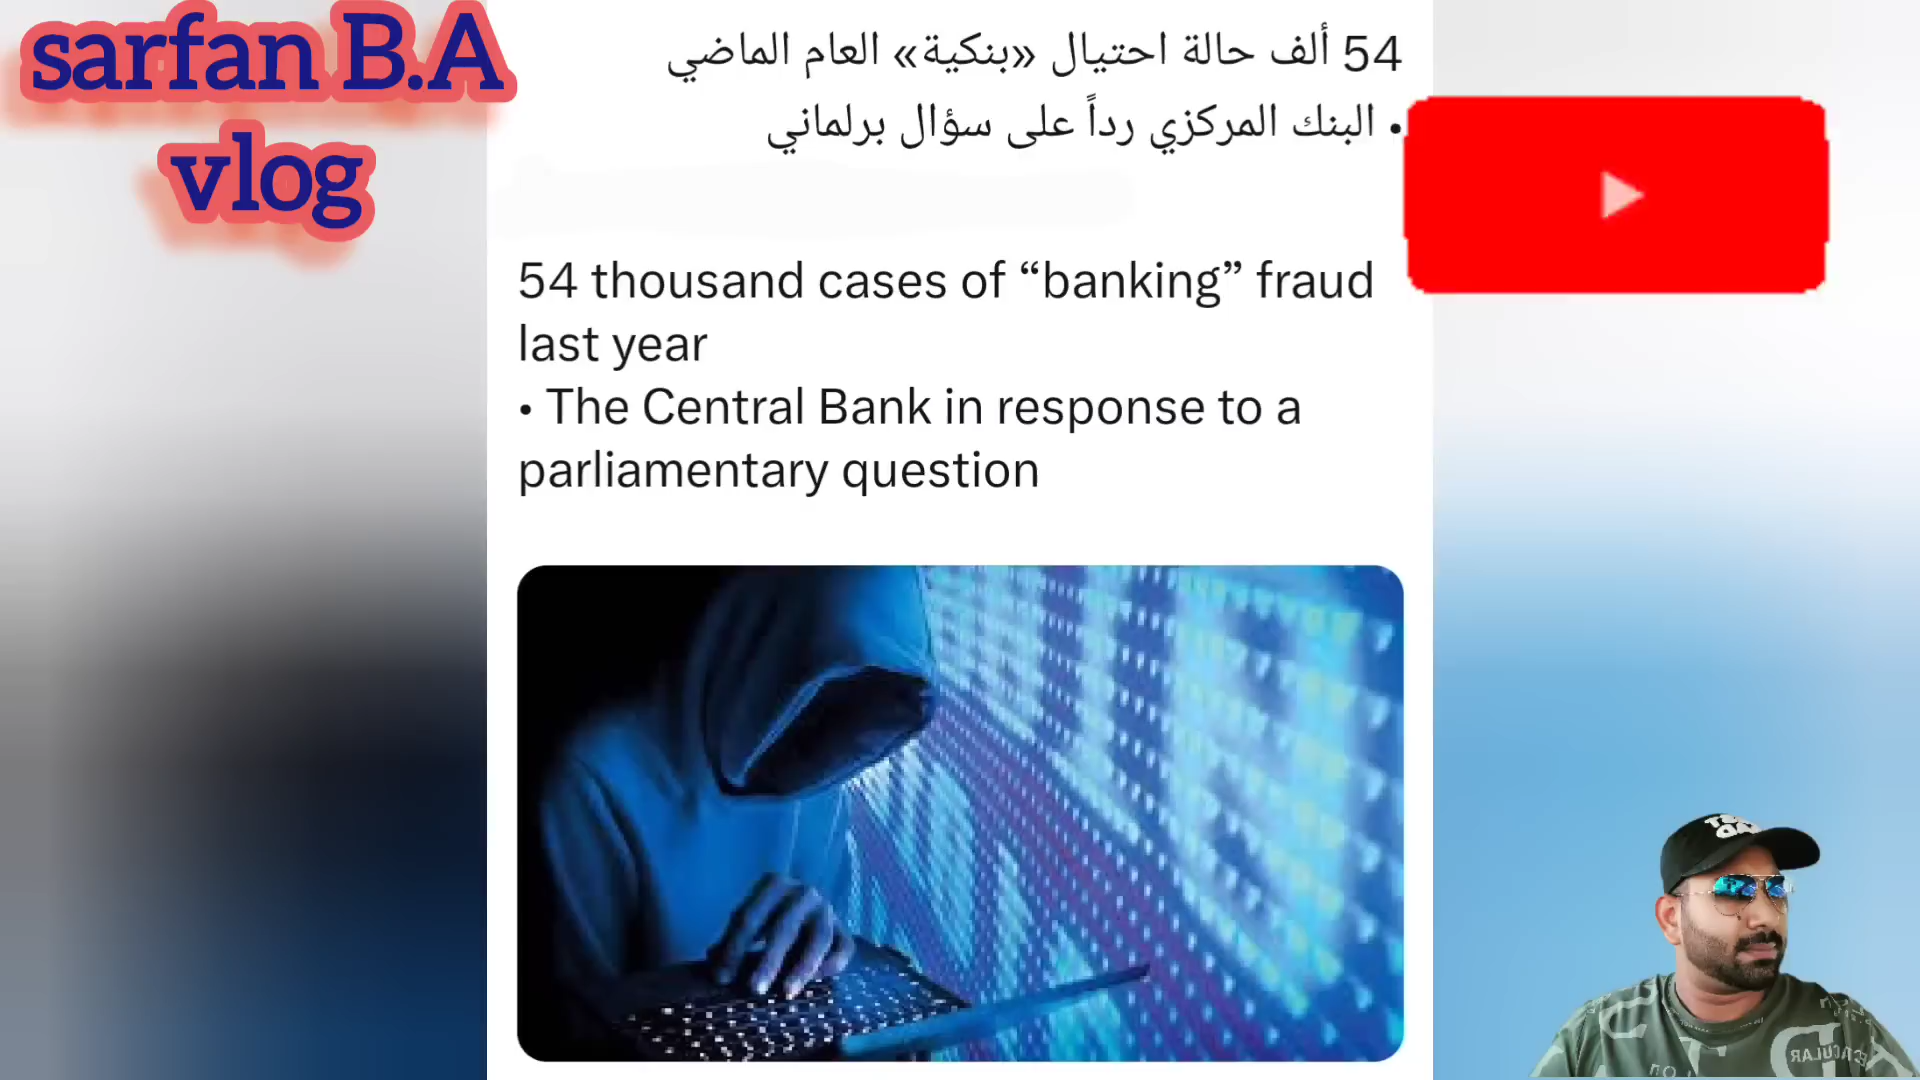 sarfan B.A
vlog
54 ألف حالة احتيال «بنكية» العام الماضي
• البنك المركزي رداً على سؤال برلماني
54 thousand cases of “banking” fraud
last year
• The Central Bank in response to a
parliamentary question